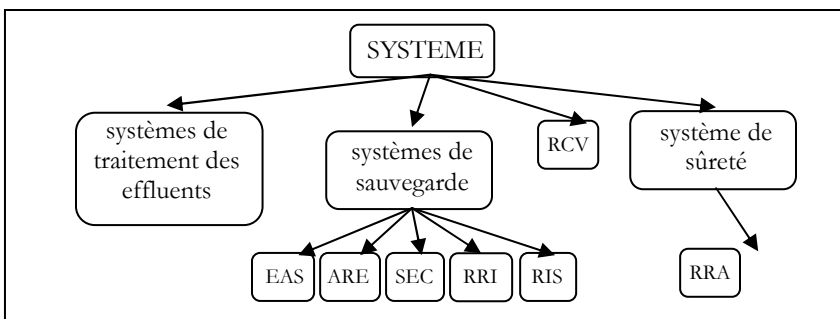 SYSTEME
systèmes de
traitement des
effluents
systèmes de
sauvegarde
RCV
système de
sûreté
EAS
ARE
SEC
RRI
RIS
RRA